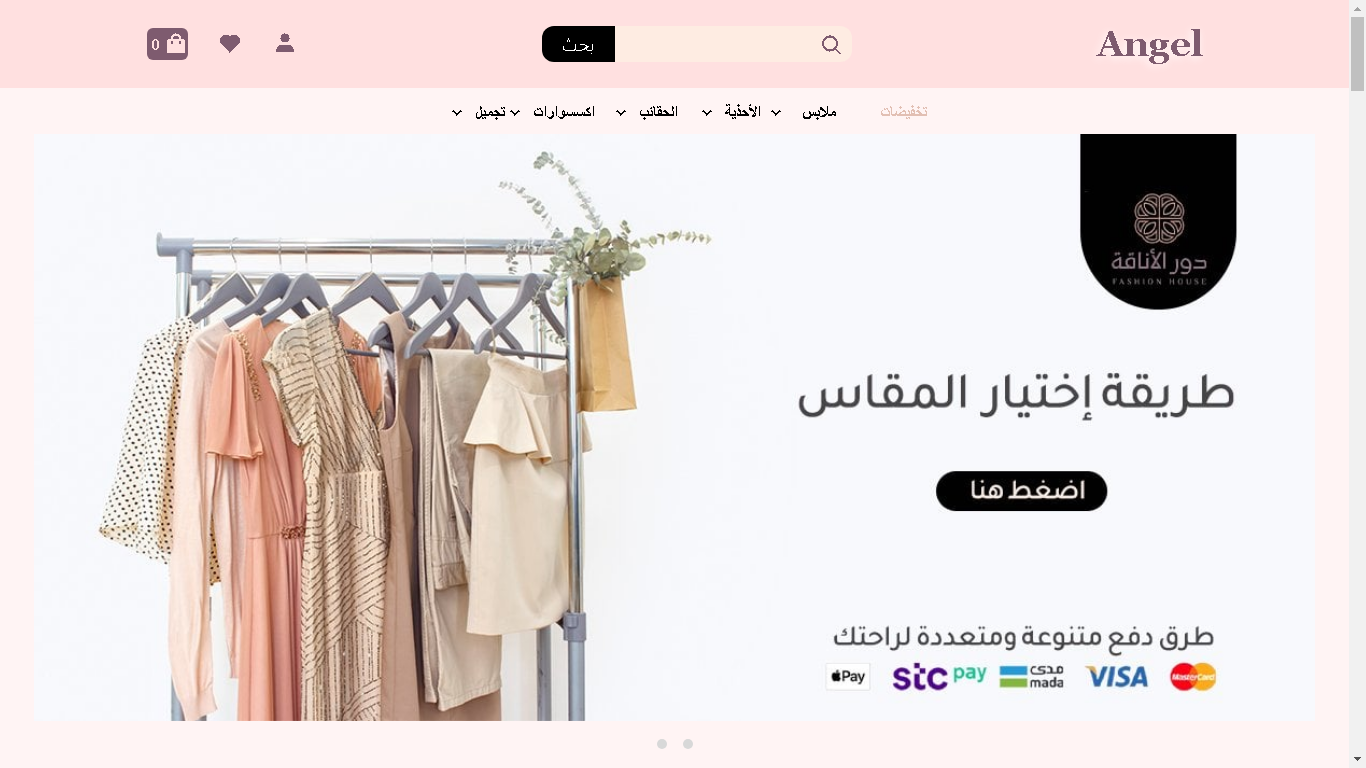 Angel
بحث
0
تخفيضات
ملابس
الأحذية
الحقائب
اكسسوارات
تجميل
دور الأناقة
FASHION HOUSE
طريقة إختيار المقاس
اضغط هنا
طرق دفع متنوعة ومتعددة لراحتك
MasterCard
VISA
مدى
mada
stc pay
Pay